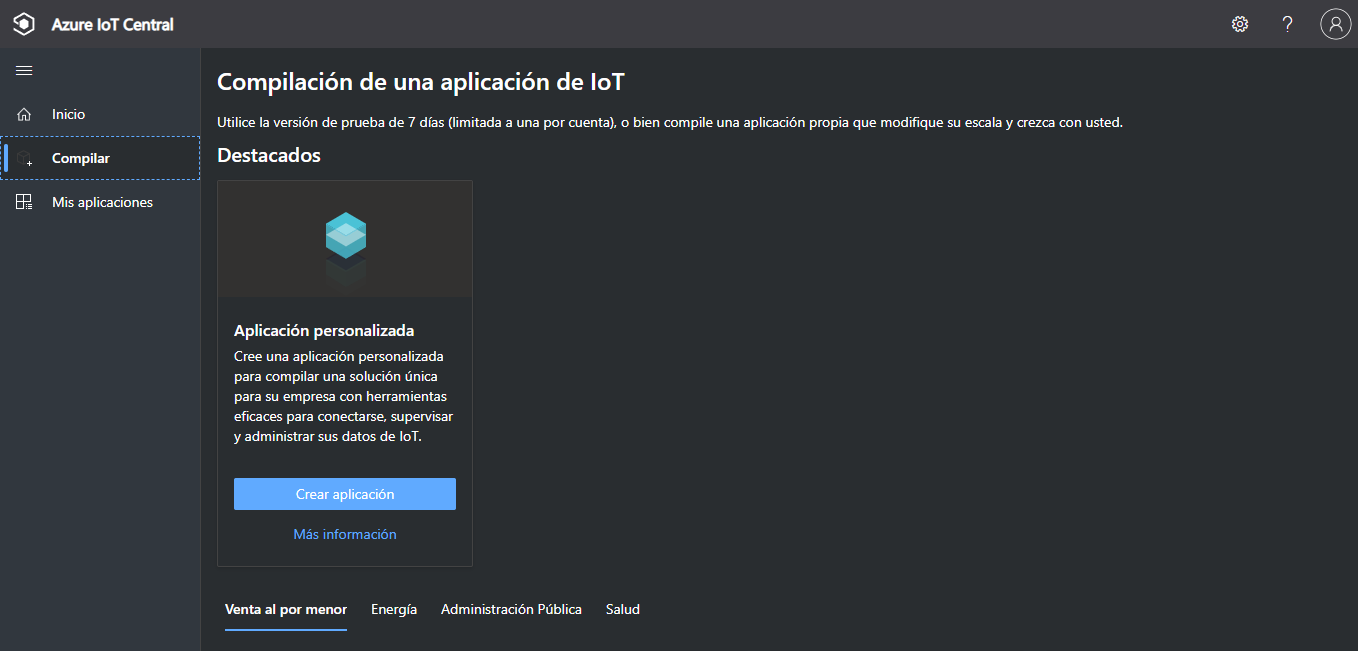 Azure IoT Central
?
Inicio
Compilar
Mis aplicaciones
Compilación de una aplicación de IoT
Utilice la versión de prueba de 7 días (limitada a una por cuenta), o bien compile una aplicación propia que modifique su escala y crezca con usted.
Destacados
Aplicación personalizada
Cree una aplicación personalizada
para compilar una solución única
para su empresa con herramientas
eficaces para conectarse, supervisar
y administrar sus datos de IoT.
Crear aplicación
Más información
Venta al por menor Energía Administración Pública Salud